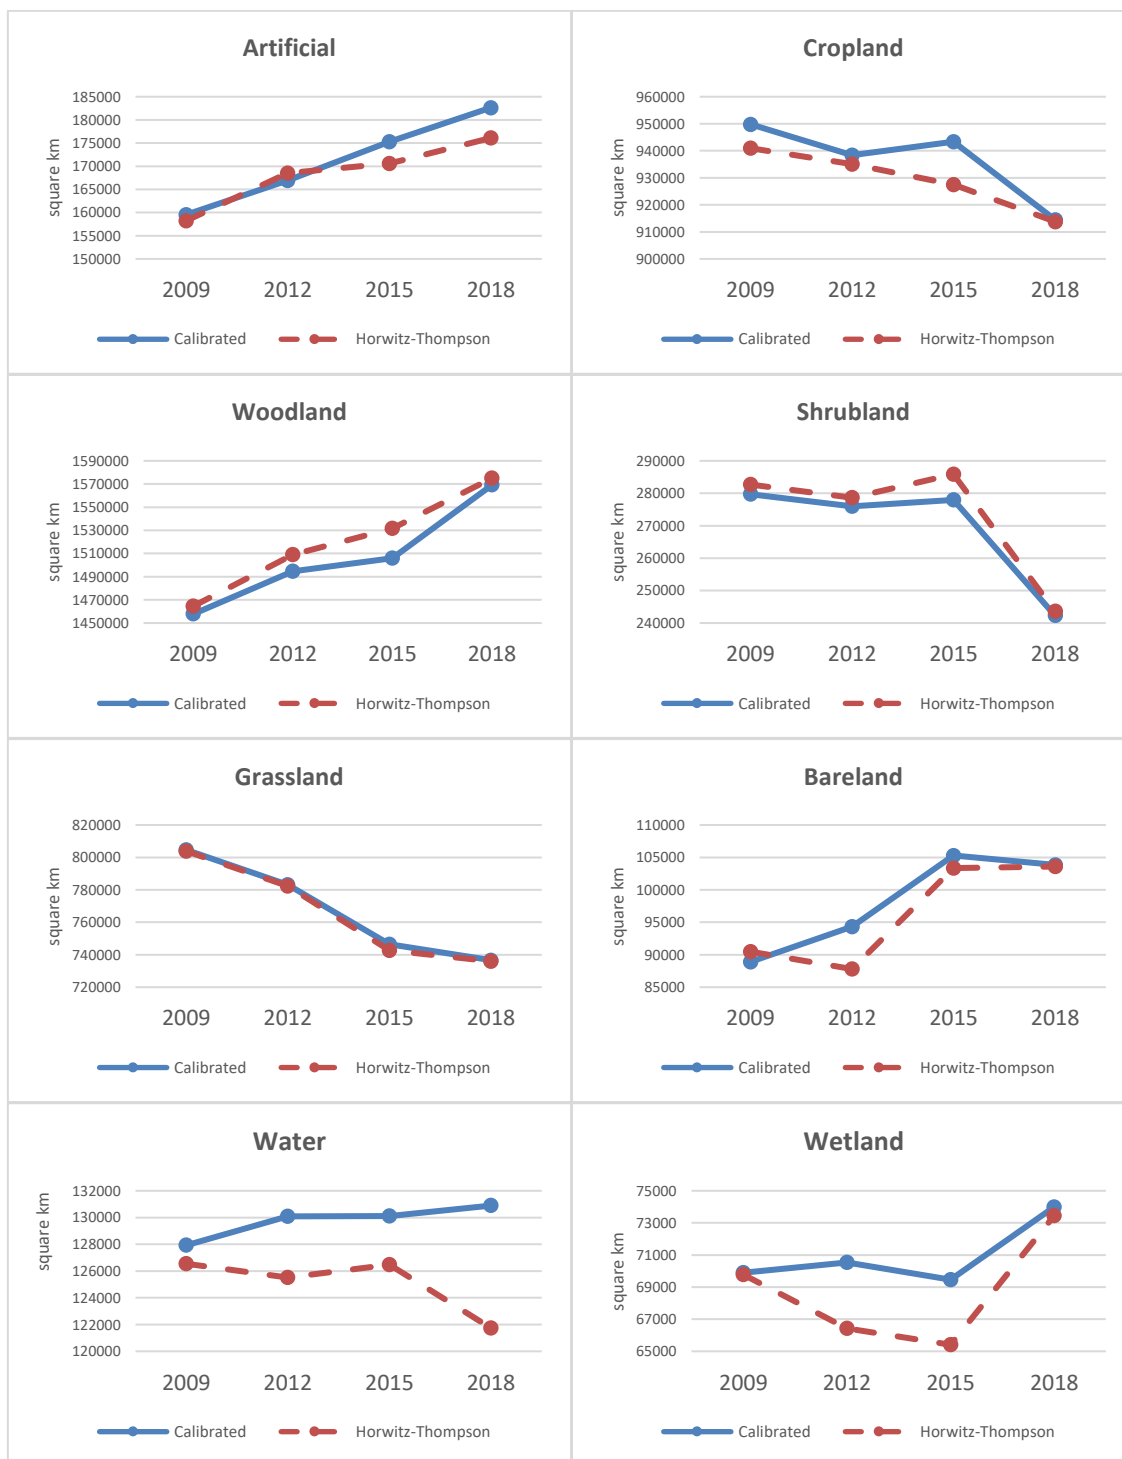 Artificial
square km
185000
180000
175000
170000
165000
160000
155000
150000
2009 2012 2015 2018
Calibrated Horwitz-Thompson
Cropland
square km
960000
950000
940000
930000
920000
910000
900000
2009 2012 2015 2018
Calibrated Horwitz-Thompson
Woodland
square km
1590000
1570000
1550000
1530000
1510000
1490000
1470000
1450000
2009 2012 2015 2018
Calibrated Horwitz-Thompson
Shrubland
square km
290000
280000
270000
260000
250000
240000
2009 2012 2015 2018
Calibrated Horwitz-Thompson
Grassland
square km
820000
800000
780000
760000
740000
720000
2009 2012 2015 2018
Calibrated Horwitz-Thompson
Bareland
square km
110000
105000
100000
95000
90000
85000
2009 2012 2015 2018
Calibrated Horwitz-Thompson
Water
square km
132000
130000
128000
126000
124000
122000
120000
2009 2012 2015 2018
Calibrated Horwitz-Thompson
Wetland
square km
75000
73000
71000
69000
67000
65000
2009 2012 2015 2018
Calibrated Horwitz-Thompson